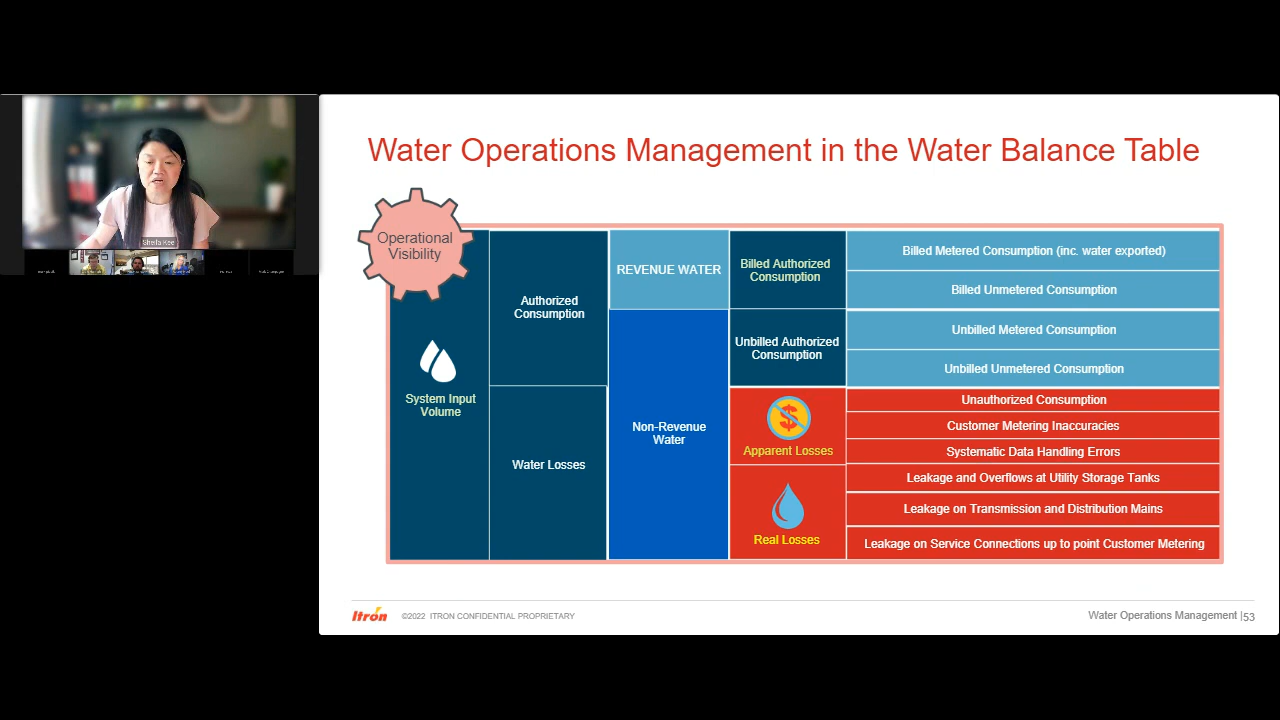 Water Operations Management in the Water Balance Table
Operational
Visibility
System Input
Volume
Authorized
Consumption
Water Losses
REVENUE WATER
Non-Revenue
Water
Billed Authorized
Consumption
Unbilled Authorized
Consumption
Apparent Losses
Real Losses
Billed Metered Consumption (inc. water exported)
Billed Unmetered Consumption
Unbilled Metered Consumption
Unbilled Unmetered Consumption
Unauthorized Consumption
Customer Metering Inaccuracies
Systematic Data Handling Errors
Leakage and Overflows at Utility Storage Tanks
Leakage on Transmission and Distribution Mains
Leakage on Service Connections up to point Customer Metering
Sheila Kee
Itron
©2022 ITRON CONFIDENTIAL PROPRIETARY
Water Operations Management |53